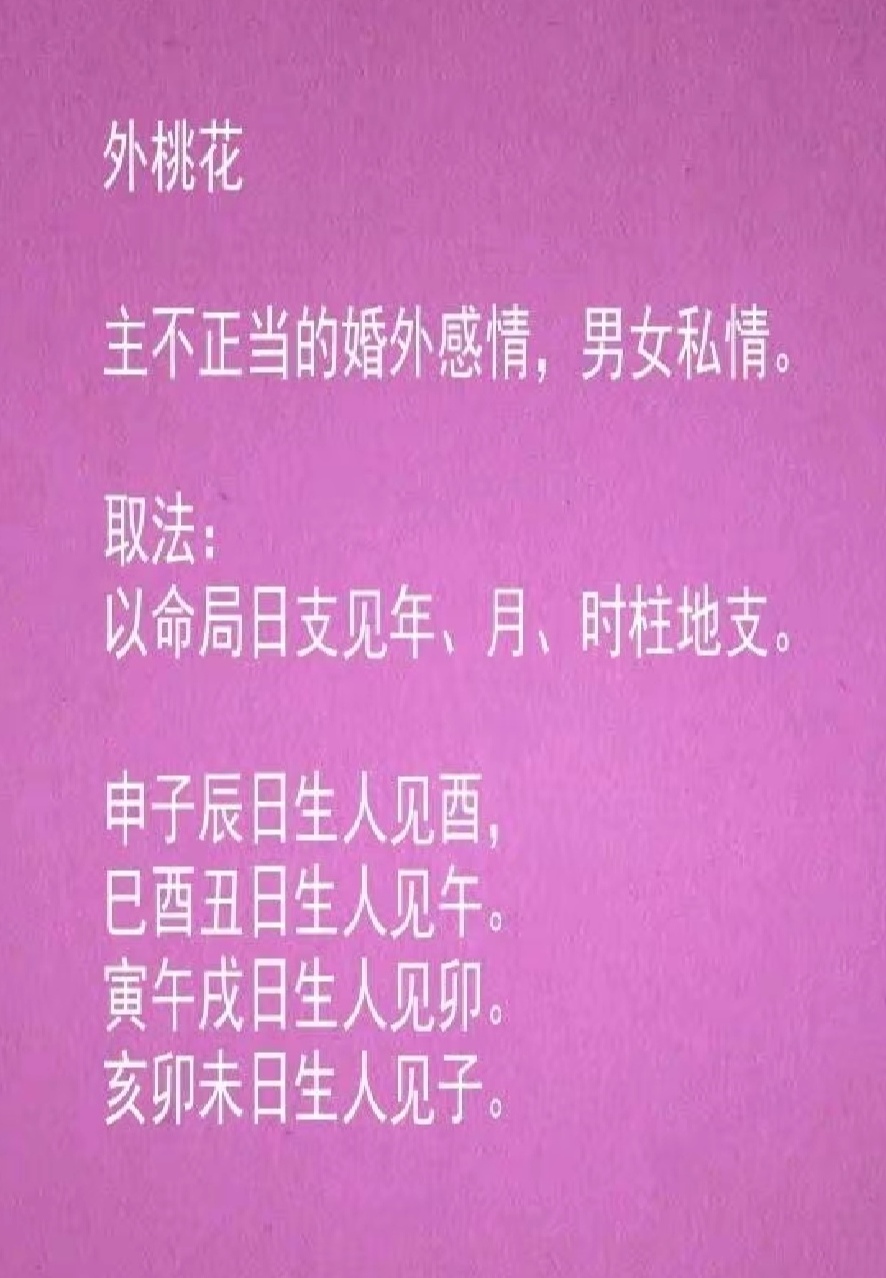 外桃花
主不正当的婚外感情，男女私情。
取法：
以命局日支见年、月、时柱地支。
申子辰日生人见酉，
巳酉丑日生人见午。
寅午戌日生人见卯。
亥卯未日生人见子。